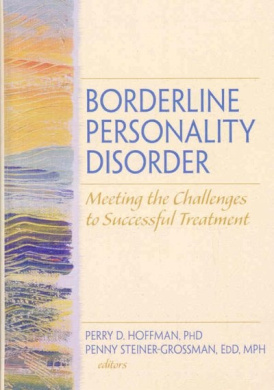 BORDERLINE
PERSONALITY
DISORDER
Meeting the Challenges
to Successful Treatment
PERRY D. HOFFMAN, PHD
PENNY STEINER-GROSSMAN, EDD, MPH
editors